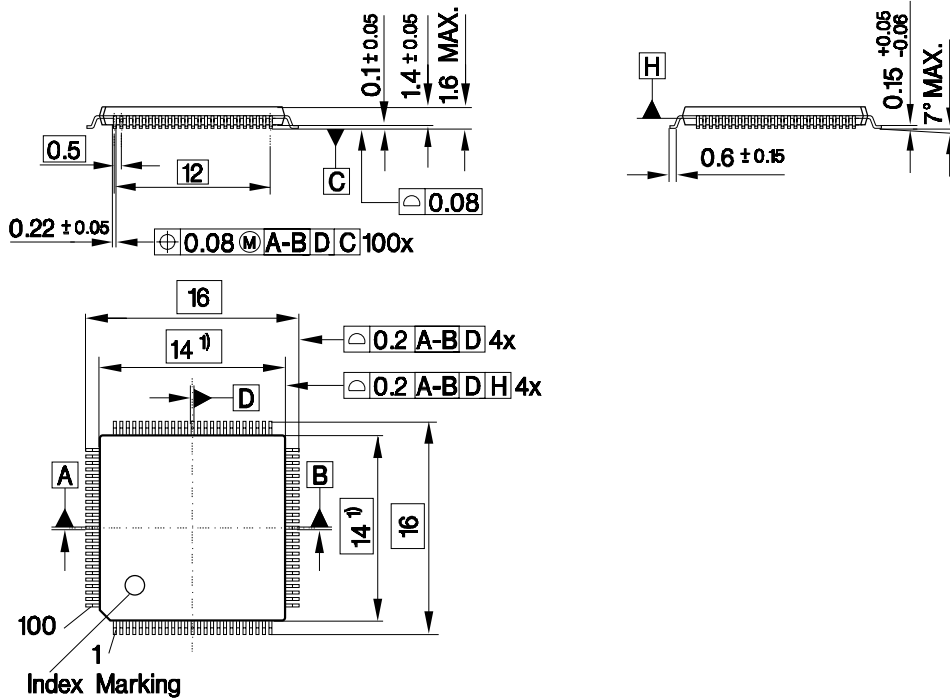 0.1 ± 0.05
1.4 ± 0.05
1.6 MAX.
H
0.15 +0.05 -0.06
7° MAX.
0.5
12
C
0.08
0.6 ± 0.15
0.22 ± 0.05
0.08 Ⓜ A-B D C 100x
16
0.2 A-B D 4x
14 1)
0.2 A-B D H 4x
D
A
B
14 1)
16
100
1
Index Marking